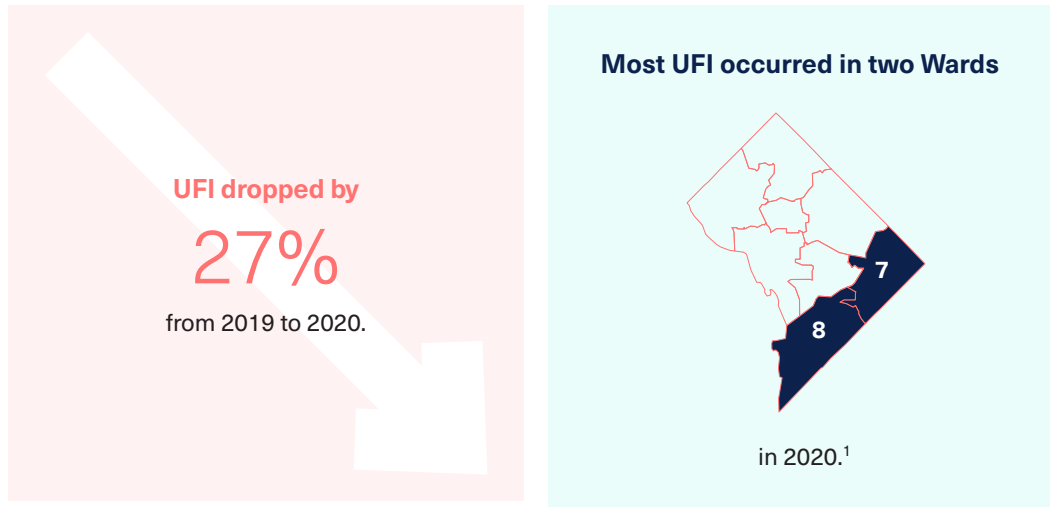 UFI dropped by
27%
from 2019 to 2020.
Most UFI occurred in two Wards
7
8
in 2020.¹